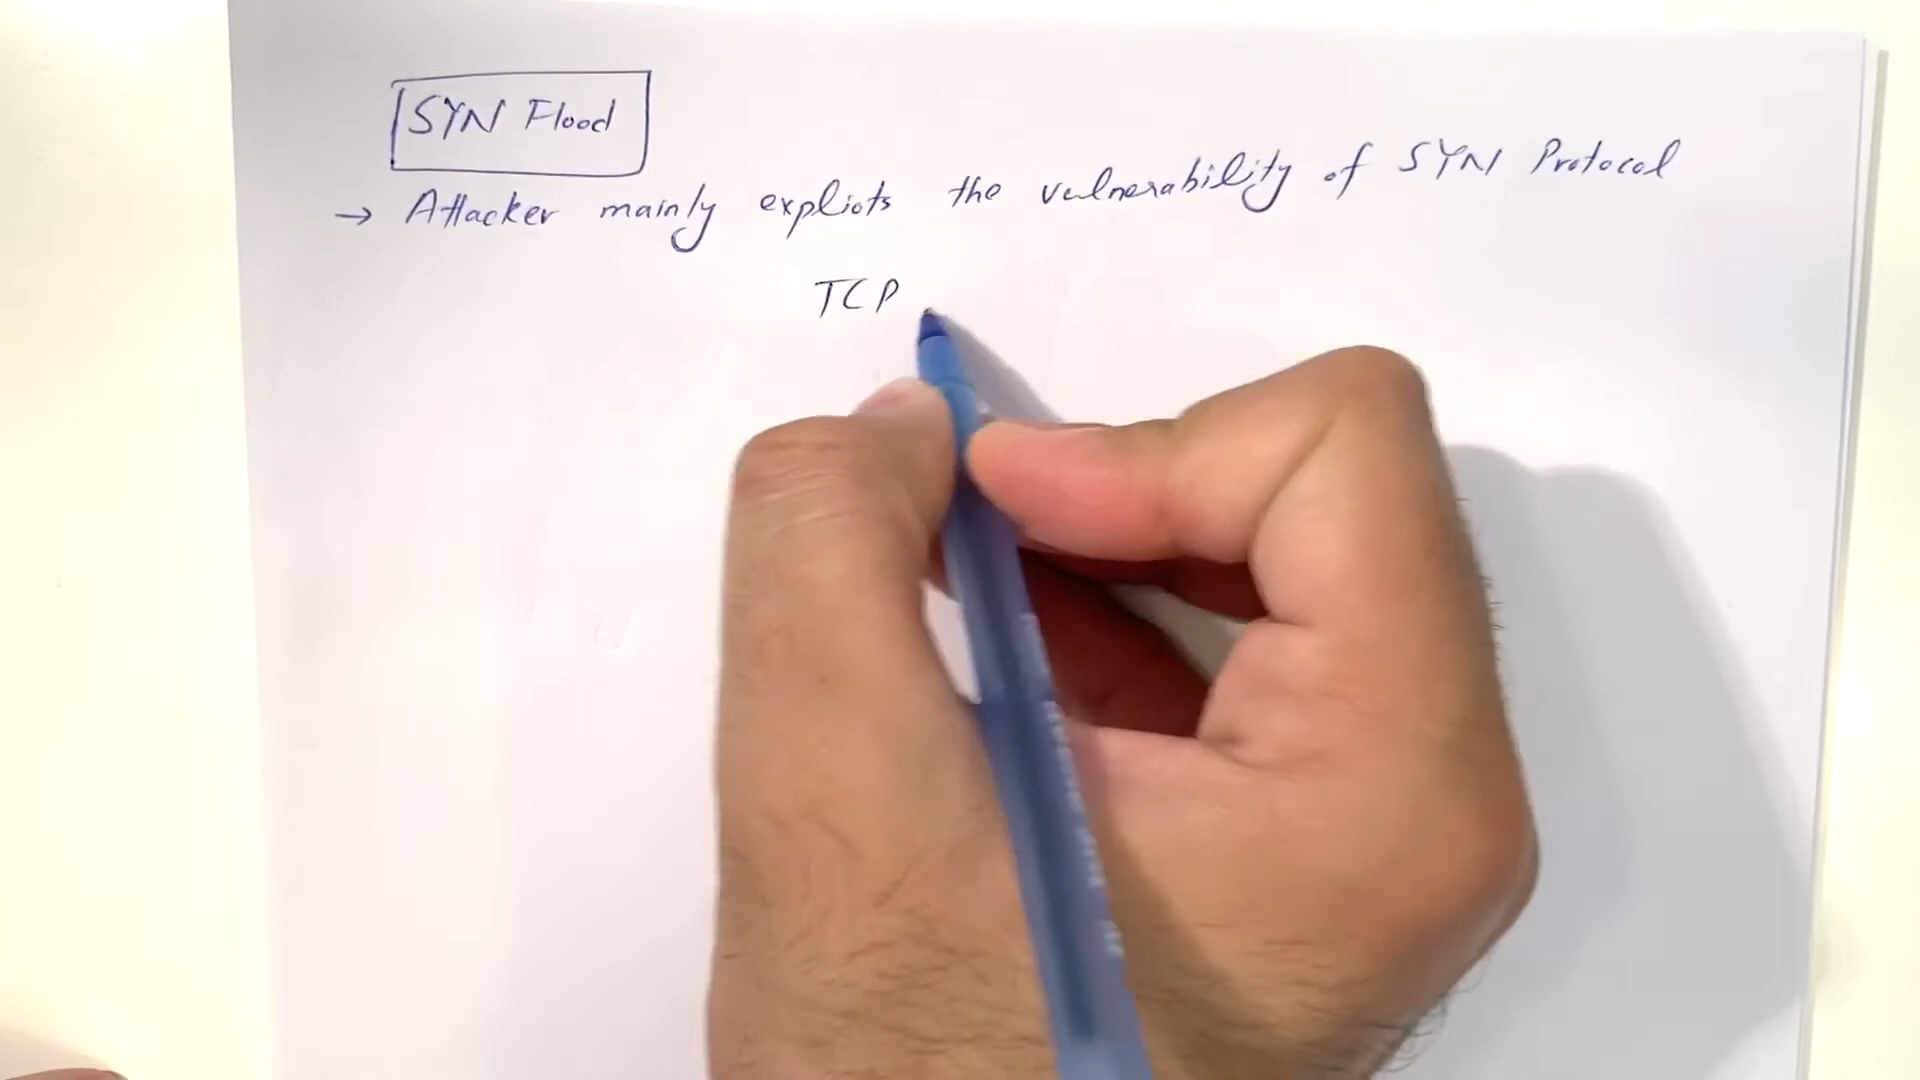 SYN Flood
→ Attacker mainly expliots the vulnerability of SYN Protocol
TCP